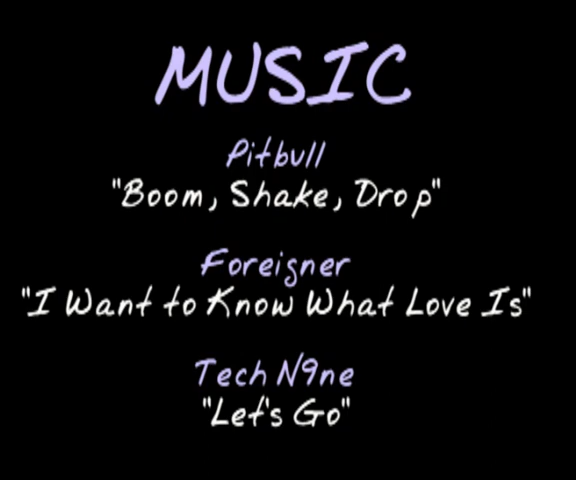 MUSIC
Pitbull
"Boom, Shake, Drop"
Foreigner
"I Want to Know What Love Is"
Tech N9ne
"Let's Go"